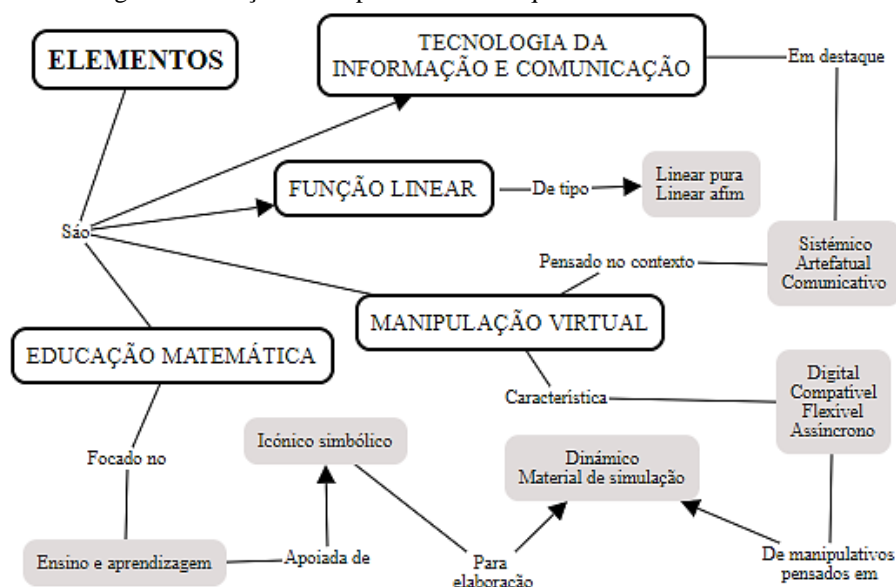 ELEMENTOS
TECNOLOGIA DA
INFORMAÇÃO E COMUNICAÇÃO
Em destaque
FUNÇÃO LINEAR
De tipo
Linear pura
Linear afim
São
Pensado no contexto
Sistémico
Artefatual
Comunicativo
MANIPULAÇÃO VIRTUAL
EDUCAÇÃO MATEMÁTICA
Característica
Digital
Compatível
Flexível
Assíncrono
Focado no
Icónico simbólico
Dinámico
Material de simulação
Ensino e aprendizagem
Apoiada de
Para
elaboração
De manipulativos
pensados em